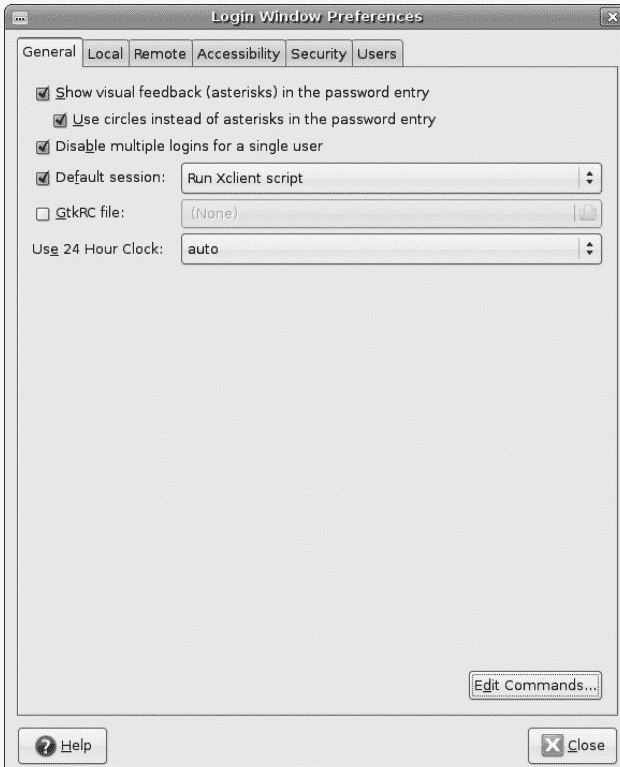 Login Window Preferences
General Local Remote Accessibility Security Users
Show visual feedback (asterisks) in the password entry
Use circles instead of asterisks in the password entry
Disable multiple logins for a single user
Default session: Run Xclient script
GtkRC file: (None)
Use 24 Hour Clock: auto
Edit Commands...
Help Close